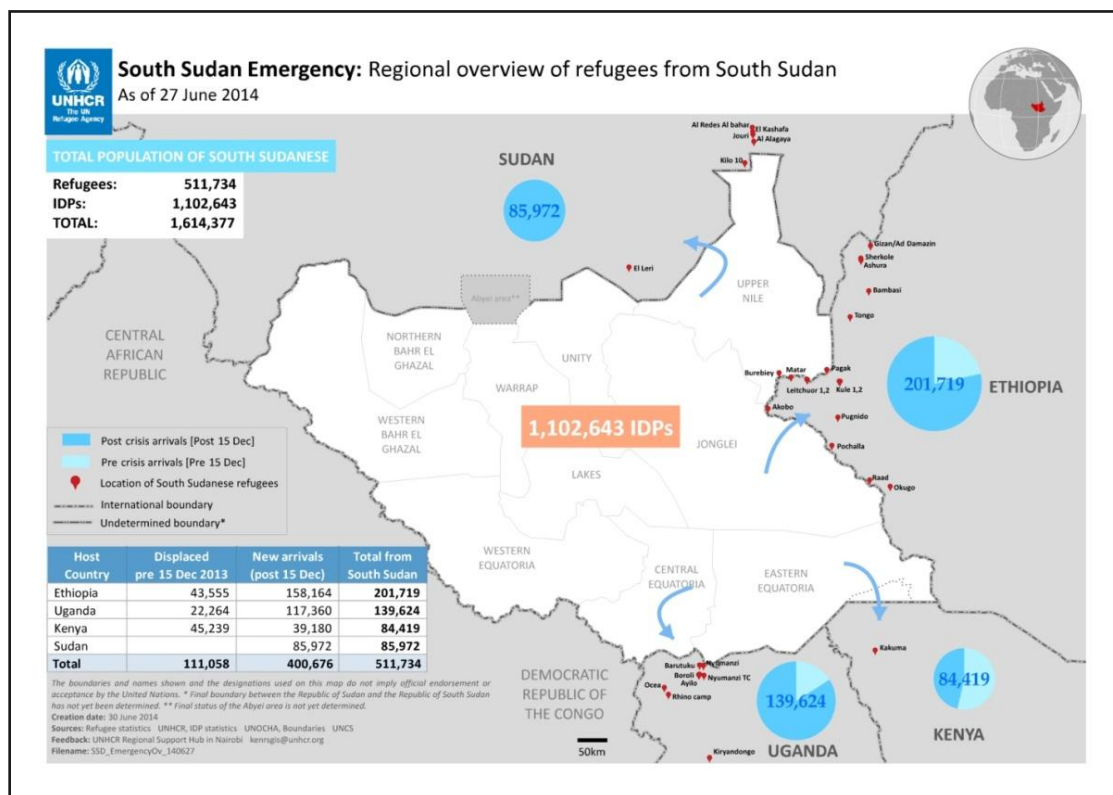 UNHCR
The UN
Refugee Agency
South Sudan Emergency: Regional overview of refugees from South Sudan
As of 27 June 2014
TOTAL POPULATION OF SOUTH SUDANESE
Refugees: 511,734
IDPs: 1,102,643
TOTAL: 1,614,377
SUDAN
85,972
Al Redes Al bahar
El Kashafa
Jouri
Al Alagaya
Kilo 10
El Leri
Abyei area**
UPPER
NILE
Gizan/Ad Damazin
Sherkole
Ashura
Bambasi
Tongo
CENTRAL
AFRICAN
REPUBLIC
NORTHERN
BAHR EL
GHAZAL
UNITY
WARRAP
Burebiey
Matar
Pagak
Leitchuor 1,2
Kule 1,2
201,719
ETHIOPIA
Akobo
Pugnido
WESTERN
BAHR EL
GHAZAL
1,102,643 IDPs
JONGLEI
Pochalla
LAKES
Raad
Okugo
Post crisis arrivals [Post 15 Dec]
Pre crisis arrivals [Pre 15 Dec]
Location of South Sudanese refugees
International boundary
Undetermined boundary*
WESTERN
EQUATORIA
CENTRAL
EQUATORIA
EASTERN
EQUATORIA
Host Country Displaced pre 15 Dec 2013 New arrivals (post 15 Dec) Total from South Sudan
Ethiopia 43,555 158,164 201,719
Uganda 22,264 117,360 139,624
Kenya 45,239 39,180 84,419
Sudan 85,972 85,972
Total 111,058 400,676 511,734
Kakuma
Barutuku
Nyumanzi
Boroli
Nyumanzi TC
Ayilo
Ocea
Rhino camp
Kiryandongo
DEMOCRATIC
REPUBLIC OF
THE CONGO
139,624
UGANDA
84,419
KENYA
50km
The boundaries and names shown and the designations used on this map do not imply official endorsement or
acceptance by the United Nations. * Final boundary between the Republic of Sudan and the Republic of South Sudan
has not yet been determined. ** Final status of the Abyei area is not yet determined.
Creation date: 30 June 2014
Sources: Refugee statistics UNHCR, IDP statistics UNOCHA, Boundaries UNCS
Feedback: UNHCR Regional Support Hub in Nairobi kenrsgis@unhcr.org
Filename: SSD_EmergencyOv_140627